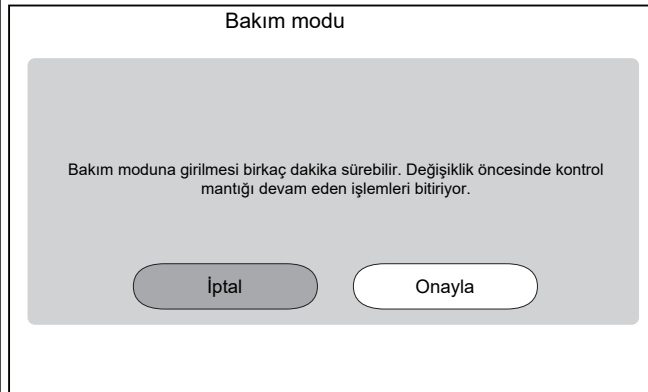 Bakım modu
Bakım moduna girilmesi birkaç dakika sürebilir. Değişiklik öncesinde kontrol
mantığı devam eden işlemleri bitiriyor.
İptal
Onayla